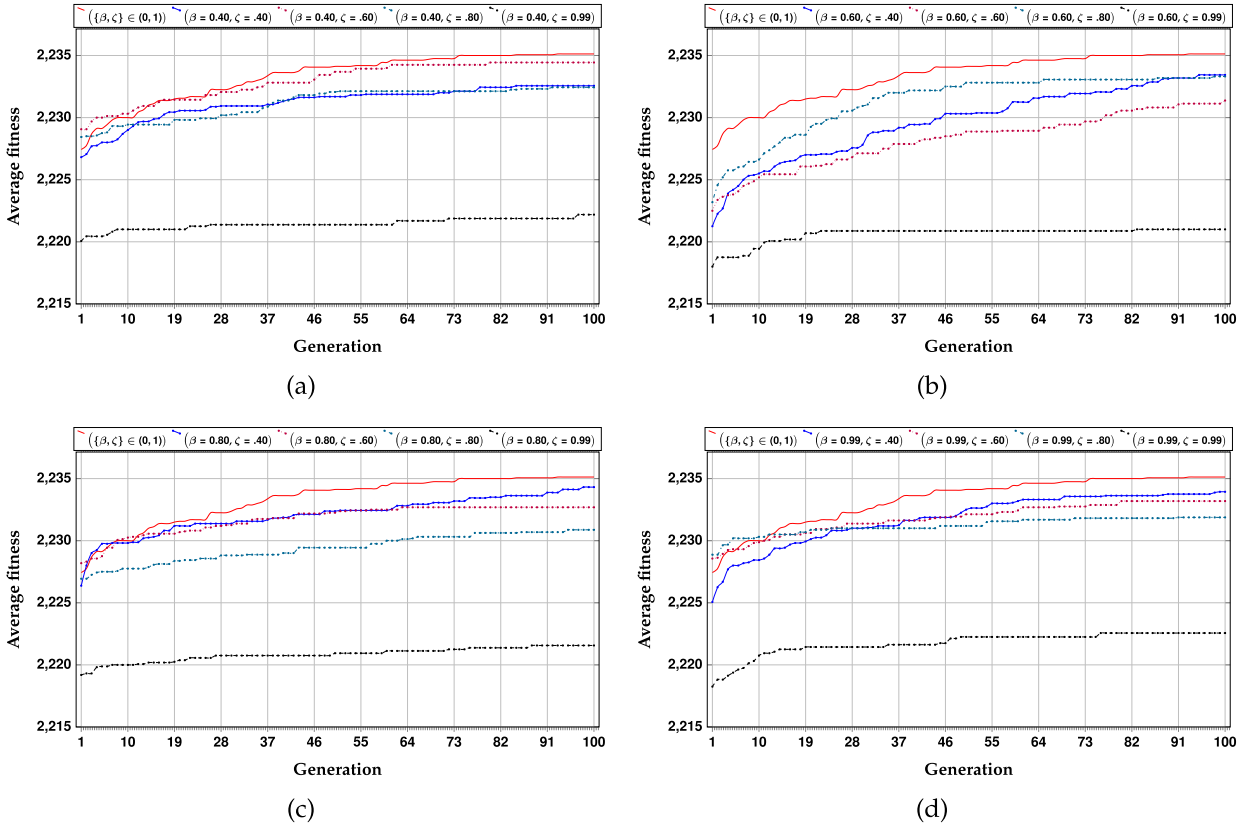 ({β, ζ} ∈ (0, 1)) (β = 0.40, ζ = .40) (β = 0.40, ζ = .60) (β = 0.40, ζ = .80) (β = 0.40, ζ = 0.99)
2,235
2,230
2,225
2,220
2,215
Average fitness
1 10 19 28 37 46 55 64 73 82 91 100
Generation
(a)
({β, ζ} ∈ (0, 1)) (β = 0.60, ζ = .40) (β = 0.60, ζ = .60) (β = 0.60, ζ = .80) (β = 0.60, ζ = 0.99)
2,235
2,230
2,225
2,220
2,215
Average fitness
1 10 19 28 37 46 55 64 73 82 91 100
Generation
(b)
({β, ζ} ∈ (0, 1)) (β = 0.80, ζ = .40) (β = 0.80, ζ = .60) (β = 0.80, ζ = .80) (β = 0.80, ζ = 0.99)
2,235
2,230
2,225
2,220
2,215
Average fitness
1 10 19 28 37 46 55 64 73 82 91 100
Generation
(c)
({β, ζ} ∈ (0, 1)) (β = 0.99, ζ = .40) (β = 0.99, ζ = .60) (β = 0.99, ζ = .80) (β = 0.99, ζ = 0.99)
2,235
2,230
2,225
2,220
2,215
Average fitness
1 10 19 28 37 46 55 64 73 82 91 100
Generation
(d)